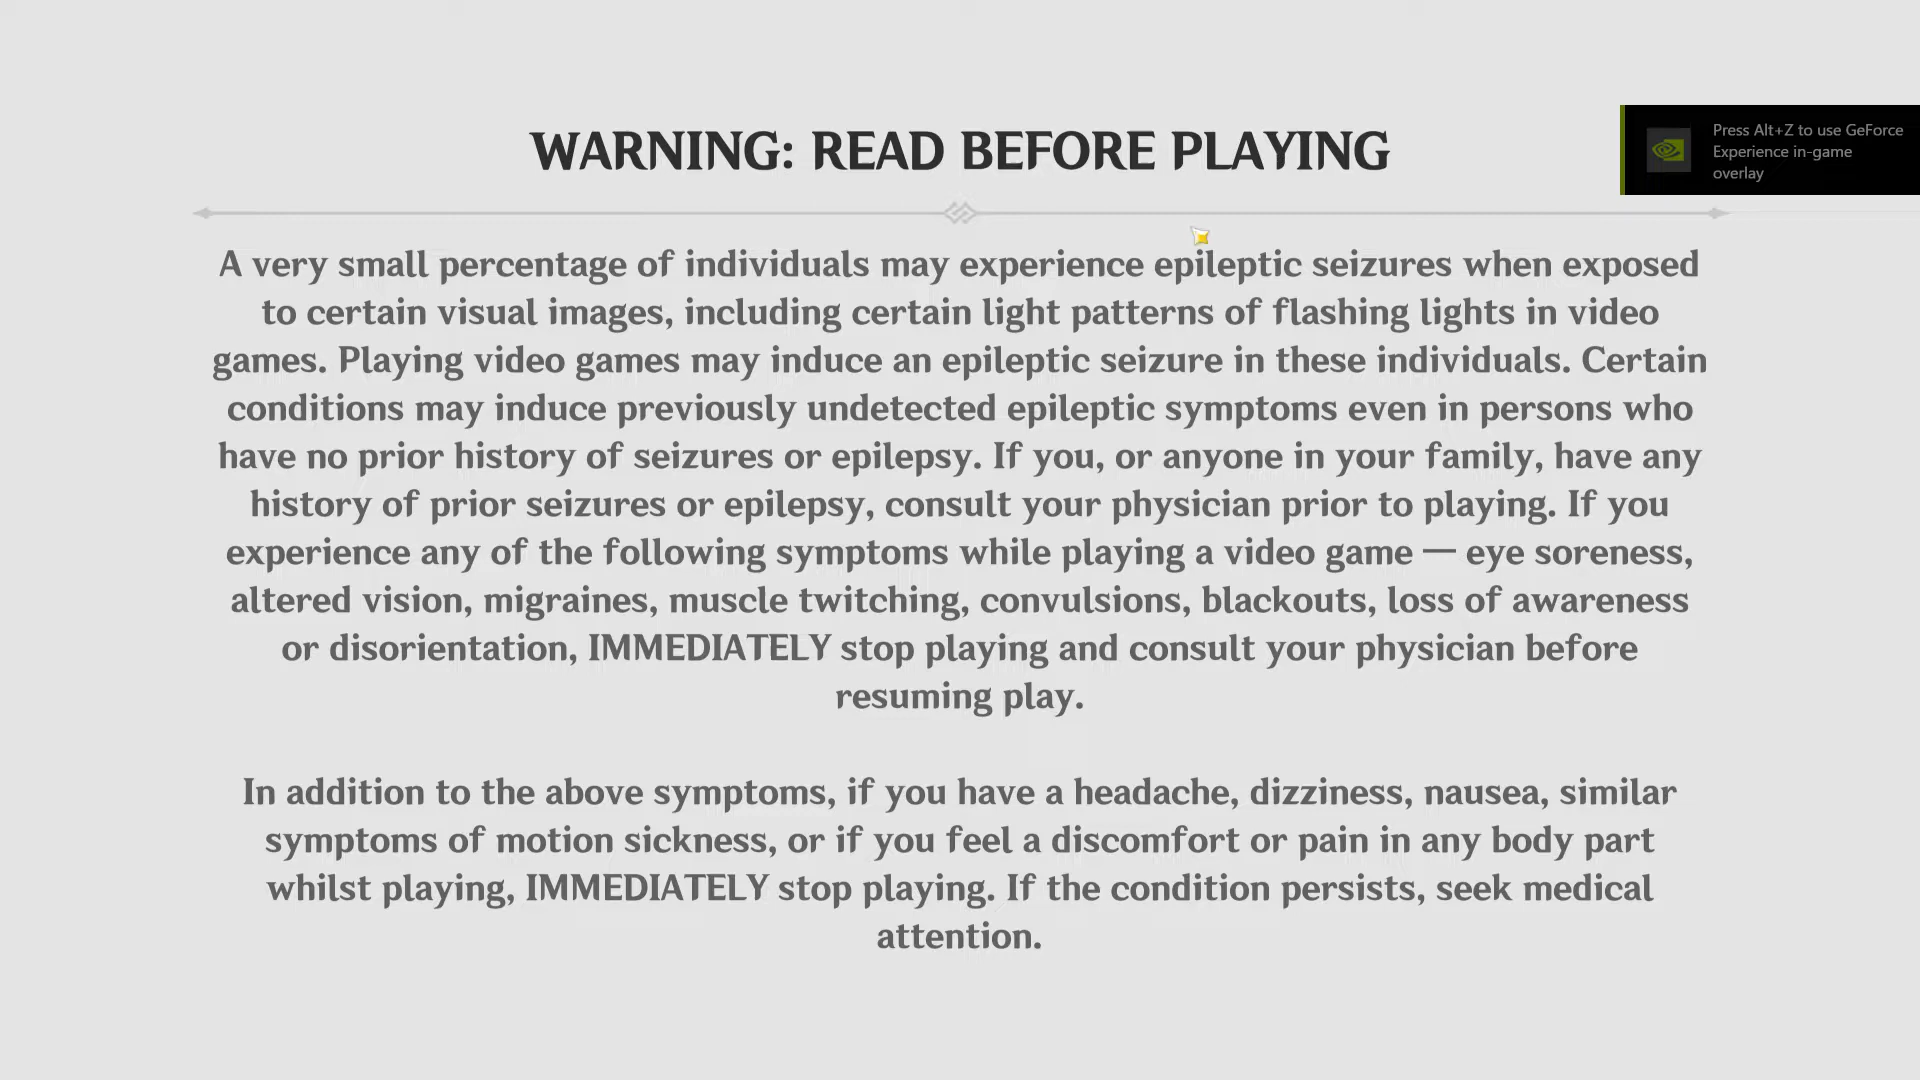 WARNING: READ BEFORE PLAYING
Press Alt+Z to use GeForce
Experience in-game
overlay
A very small percentage of individuals may experience epileptic seizures when exposed
to certain visual images, including certain light patterns of flashing lights in video
games. Playing video games may induce an epileptic seizure in these individuals. Certain
conditions may induce previously undetected epileptic symptoms even in persons who
have no prior history of seizures or epilepsy. If you, or anyone in your family, have any
history of prior seizures or epilepsy, consult your physician prior to playing. If you
experience any of the following symptoms while playing a video game — eye soreness,
altered vision, migraines, muscle twitching, convulsions, blackouts, loss of awareness
or disorientation, IMMEDIATELY stop playing and consult your physician before
resuming play.
In addition to the above symptoms, if you have a headache, dizziness, nausea, similar
symptoms of motion sickness, or if you feel a discomfort or pain in any body part
whilst playing, IMMEDIATELY stop playing. If the condition persists, seek medical
attention.